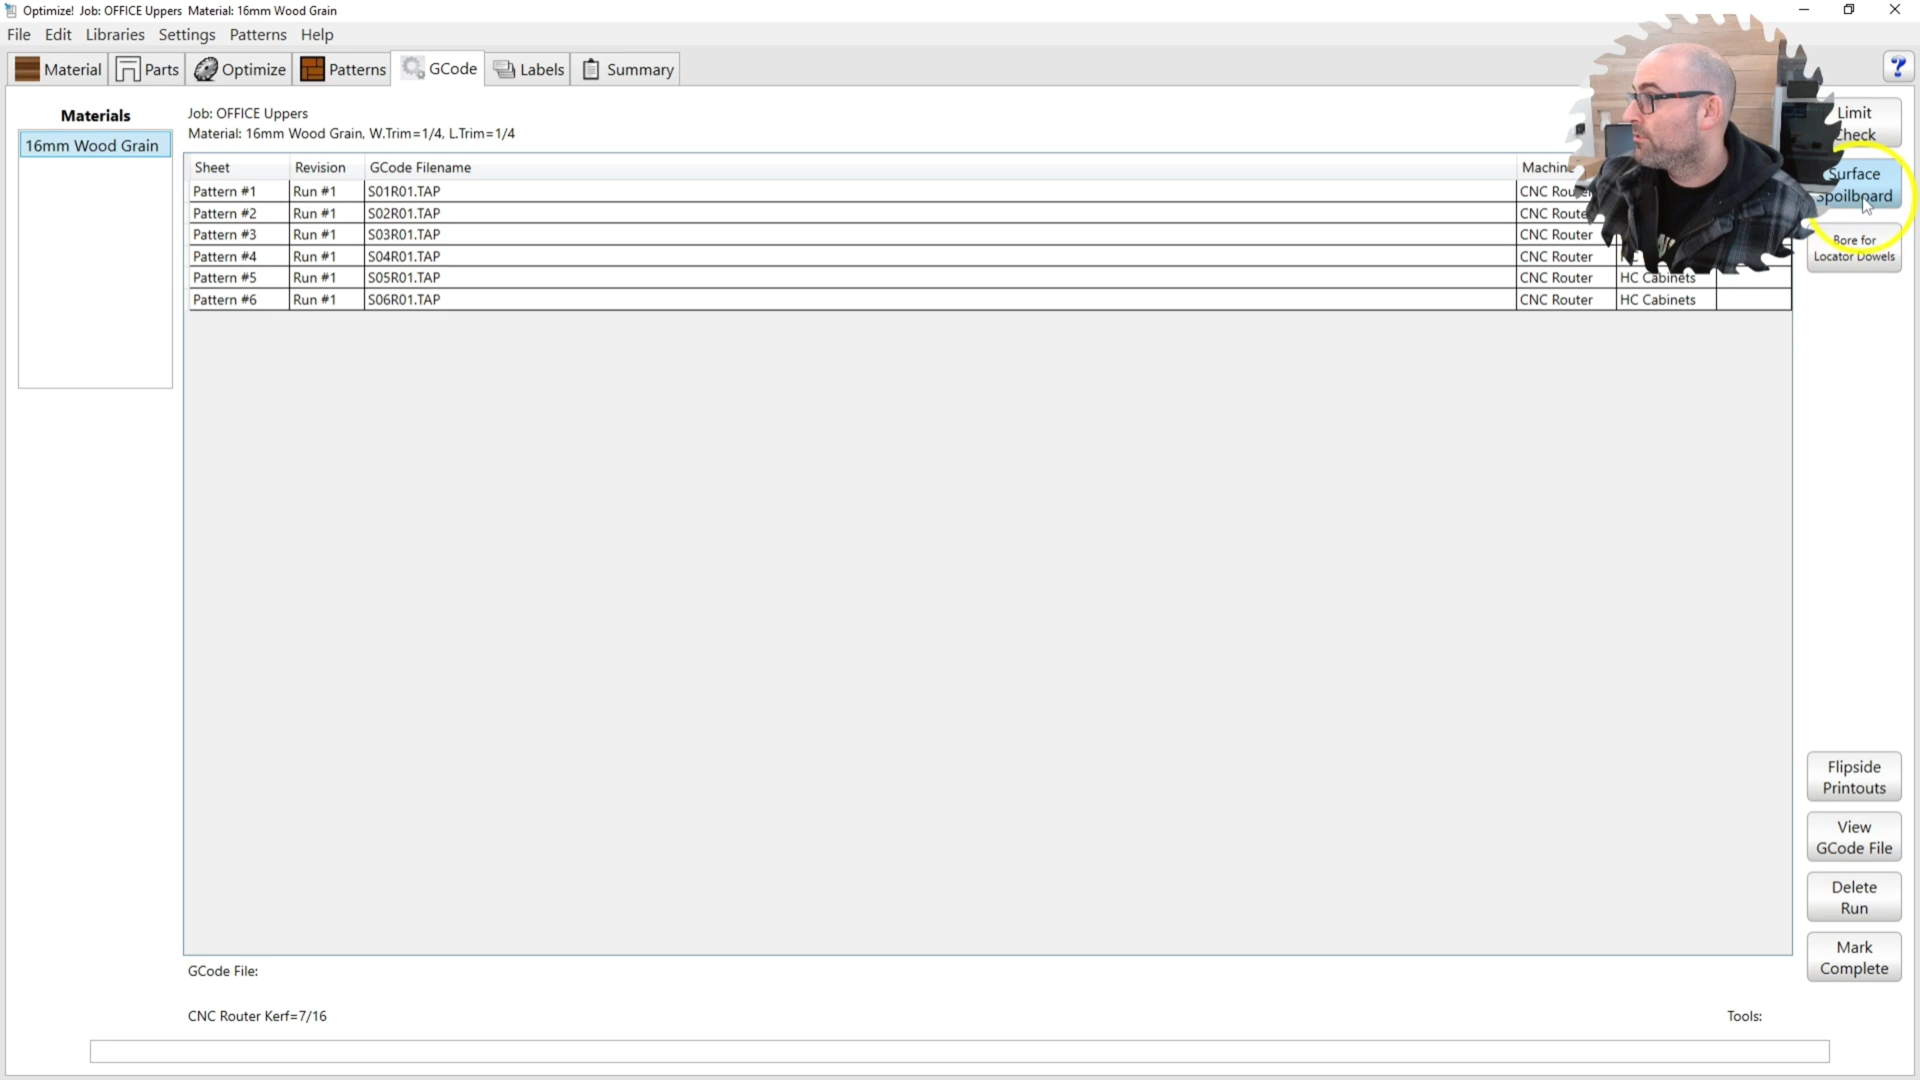 Optimize! Job: OFFICE Uppers Material: 16mm Wood Grain
File Edit Libraries Settings Patterns Help
Material Parts Optimize Patterns GCode Labels Summary
Materials
16mm Wood Grain
Job: OFFICE Uppers
Material: 16mm Wood Grain, W.Trim=1/4, L.Trim=1/4
Sheet Revision GCode Filename Machine
Pattern #1 Run #1 S01R01.TAP CNC Router
Pattern #2 Run #1 S02R01.TAP CNC Router
Pattern #3 Run #1 S03R01.TAP CNC Router
Pattern #4 Run #1 S04R01.TAP CNC Router
Pattern #5 Run #1 S05R01.TAP CNC Router HC Cabinets
Pattern #6 Run #1 S06R01.TAP CNC Router HC Cabinets
Limit
Check
Surface
Spoilboard
Bore for
Locator Dowels
Flipside
Printouts
View
GCode File
Delete
Run
Mark
Complete
GCode File:
CNC Router Kerf=7/16
Tools: